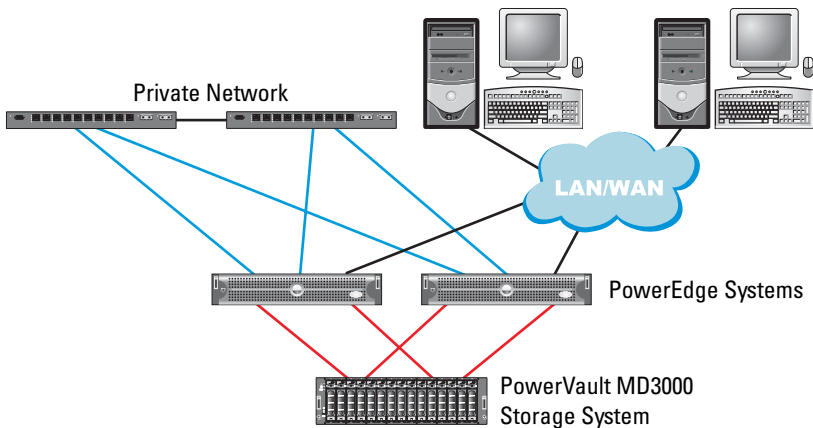 Private Network
LAN/WAN
PowerEdge Systems
PowerVault MD3000
Storage System